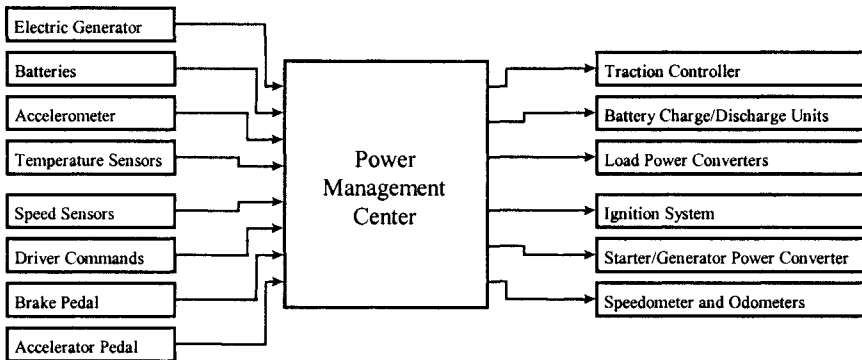 Electric Generator
Batteries
Accelerometer
Temperature Sensors
Speed Sensors
Driver Commands
Brake Pedal
Accelerator Pedal
Power
Management
Center
Traction Controller
Battery Charge/Discharge Units
Load Power Converters
Ignition System
Starter/Generator Power Converter
Speedometer and Odometers